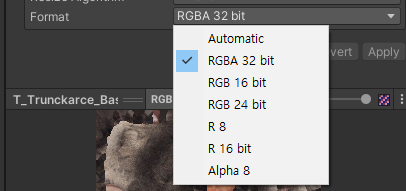 Format RGBA 32 bit
Automatic
RGBA 32 bit
RGB 16 bit
RGB 24 bit
R 8
R 16 bit
Alpha 8
Apply
T_Trunckarce_Bas RGB